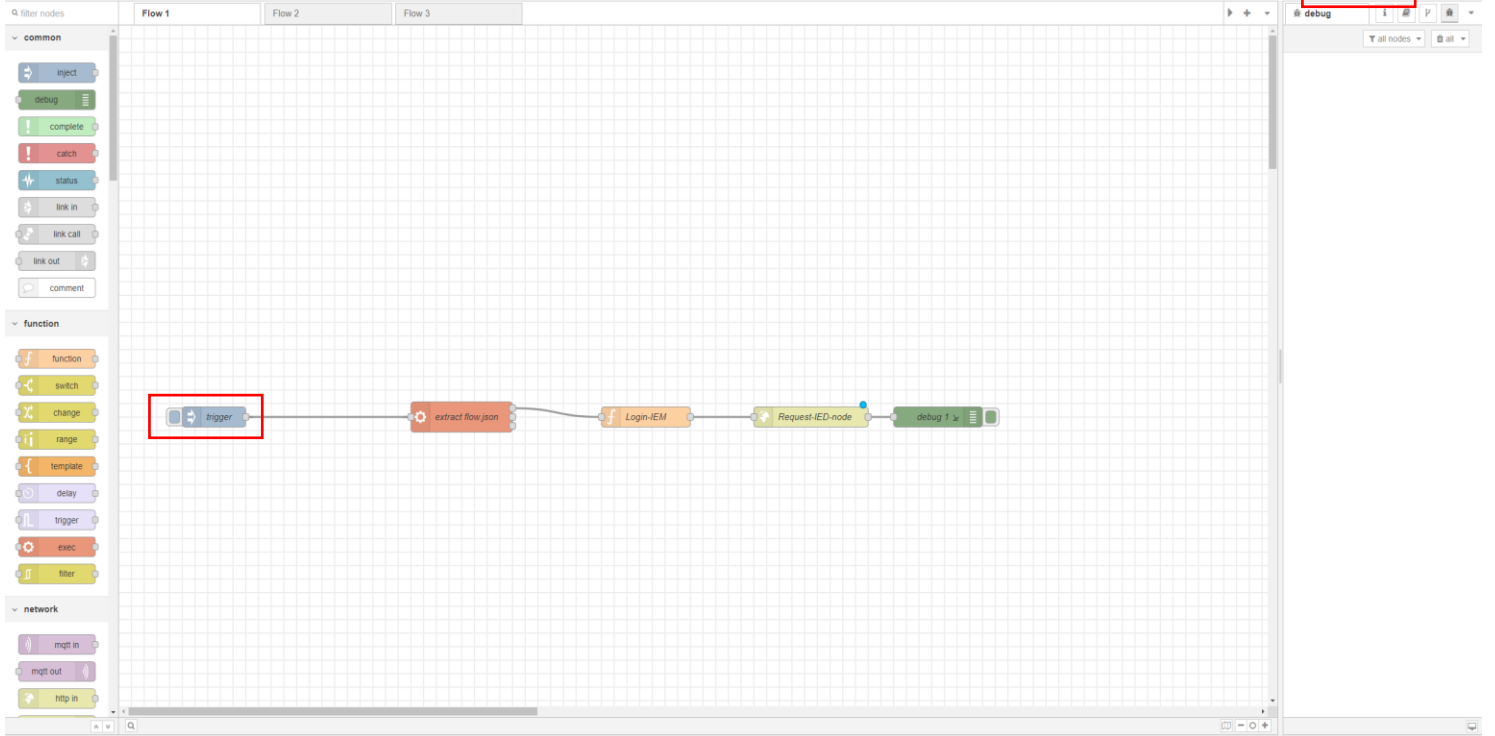 filter nodes
Flow 1
Flow 2
Flow 3
debug
i
all nodes
all
common
inject
debug
complete
catch
status
link in
link call
link out
comment
function
function
switch
change
range
template
delay
trigger
exec
filter
trigger
extract flow.json
Login-IEM
Request-IED-node
debug 1
network
mqtt in
mqtt out
http in